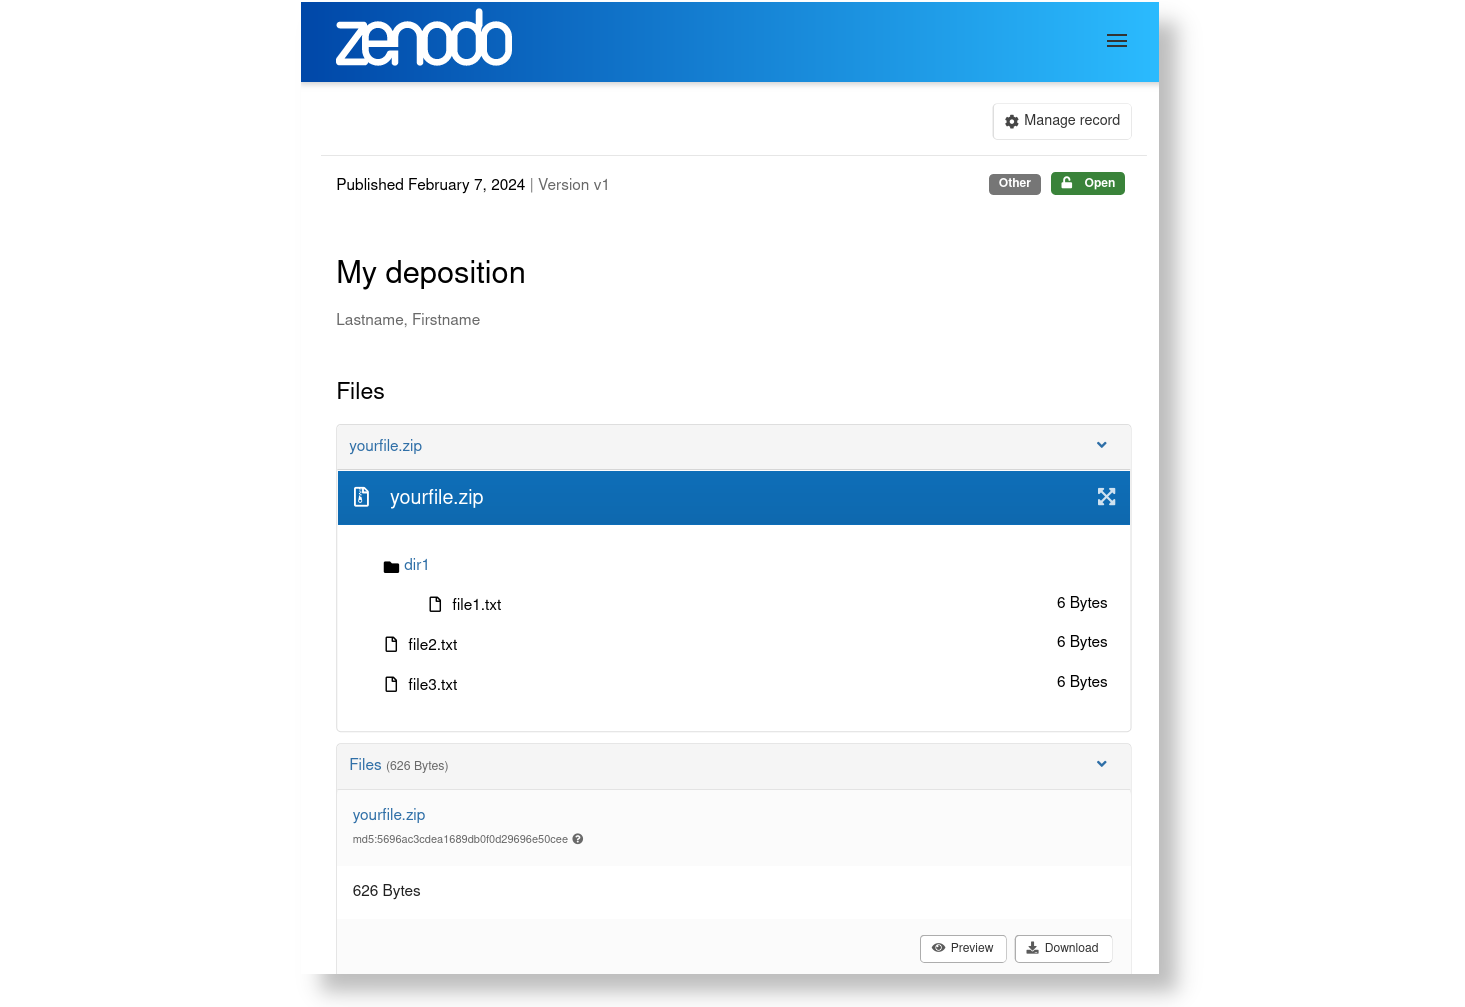 zenodo
Manage record
Published February 7, 2024 | Version v1
Other
Open
My deposition
Lastname, Firstname
Files
yourfile.zip
yourfile.zip
dir1
file1.txt 6 Bytes
file2.txt 6 Bytes
file3.txt 6 Bytes
Files (626 Bytes)
yourfile.zip
md5:5696ac3cdea1689db0f0d29696e50cee
626 Bytes
Preview
Download